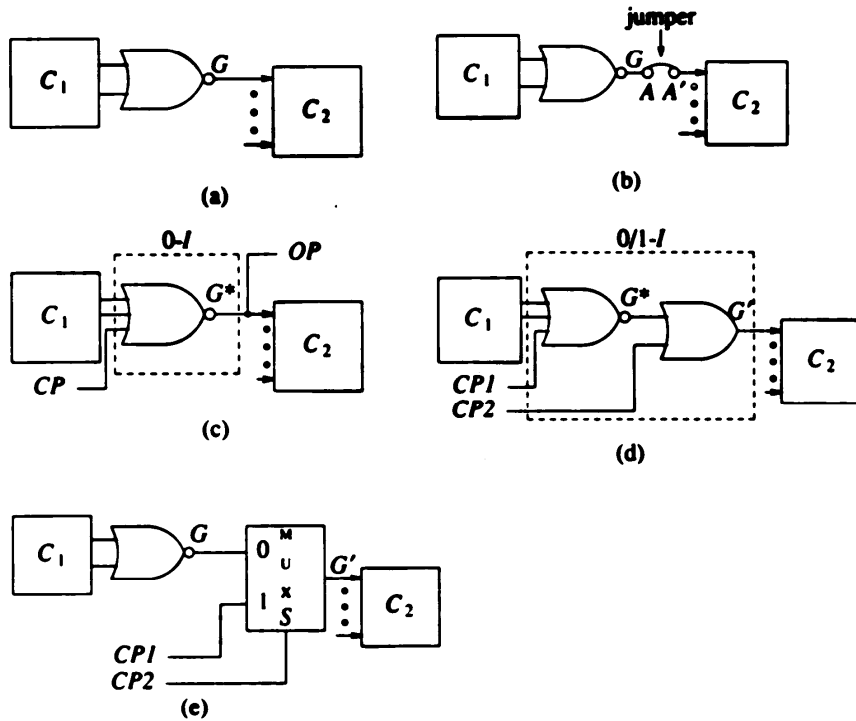 jumper
C1
G
C2
(a)
C1
G
A
A'
C2
(b)
0-I
OP
C1
G*
C2
CP
(c)
0/1-I
C1
G*
G'
C2
CP1
CP2
(d)
C1
G
0
M
U
X
1
S
G'
C2
CP1
CP2
(e)